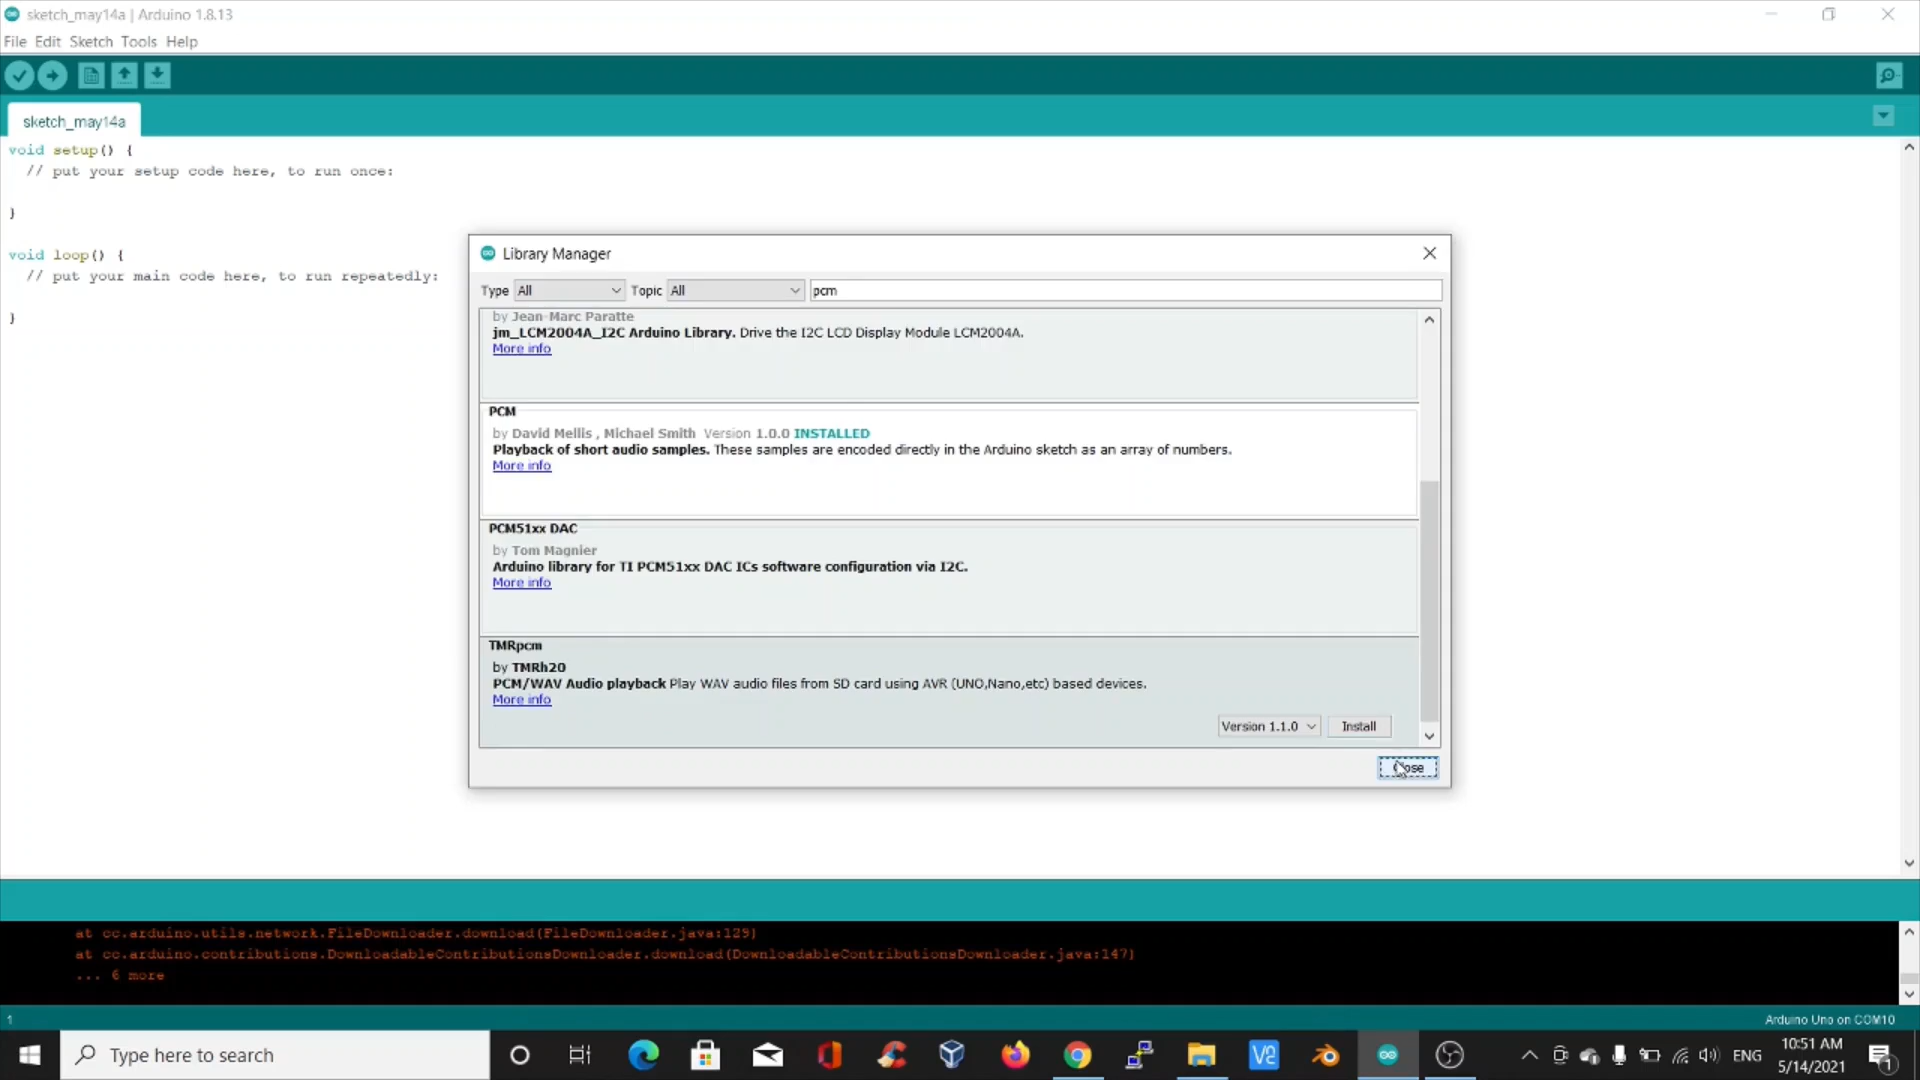 sketch_may14a | Arduino 1.8.13
File Edit Sketch Tools Help
sketch_may14a
void setup() {
// put your setup code here, to run once:
}
void loop() {
// put your main code here, to run repeatedly:
}
Library Manager
Type All Topic All pcm
by Jean-Marc Paratte
jm_LCM2004A_I2C Arduino Library. Drive the I2C LCD Display Module LCM2004A.
More info
PCM
by David Mellis , Michael Smith Version 1.0.0 INSTALLED
Playback of short audio samples. These samples are encoded directly in the Arduino sketch as an array of numbers.
More info
PCM51xx DAC
by Tom Magnier
Arduino library for TI PCM51xx DAC ICs software configuration via I2C.
More info
TMRpcm
by TMRh20
PCM/WAV Audio playback Play WAV audio files from SD card using AVR (UNO,Nano,etc) based devices.
More info
Version 1.1.0 Install
Close
at cc.arduino.utils.network.FileDownloader.download(FileDownloader.java:129)
at cc.arduino.contributions.DownloadableContributionsDownloader.download(DownloadableContributionsDownloader.java:147)
... 6 more
1
Arduino Uno on COM10
Type here to search
V2
ENG
10:51 AM
5/14/2021
1